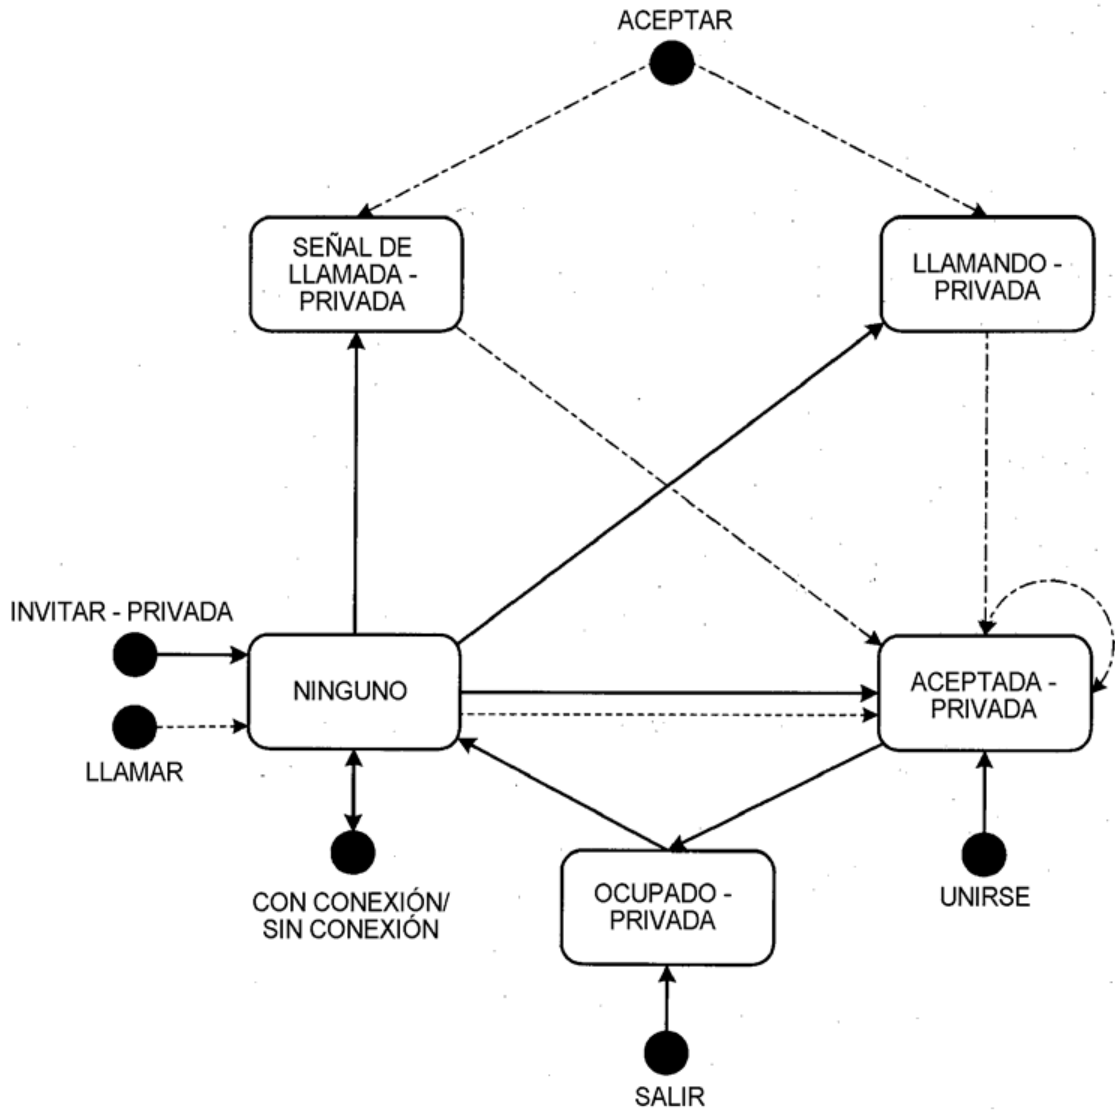 ACEPTAR
SEÑAL DE
LLAMADA -
PRIVADA
LLAMANDO -
PRIVADA
INVITAR - PRIVADA
NINGUNO
ACEPTADA -
PRIVADA
LLAMAR
CON CONEXIÓN/
SIN CONEXIÓN
OCUPADO -
PRIVADA
UNIRSE
SALIR